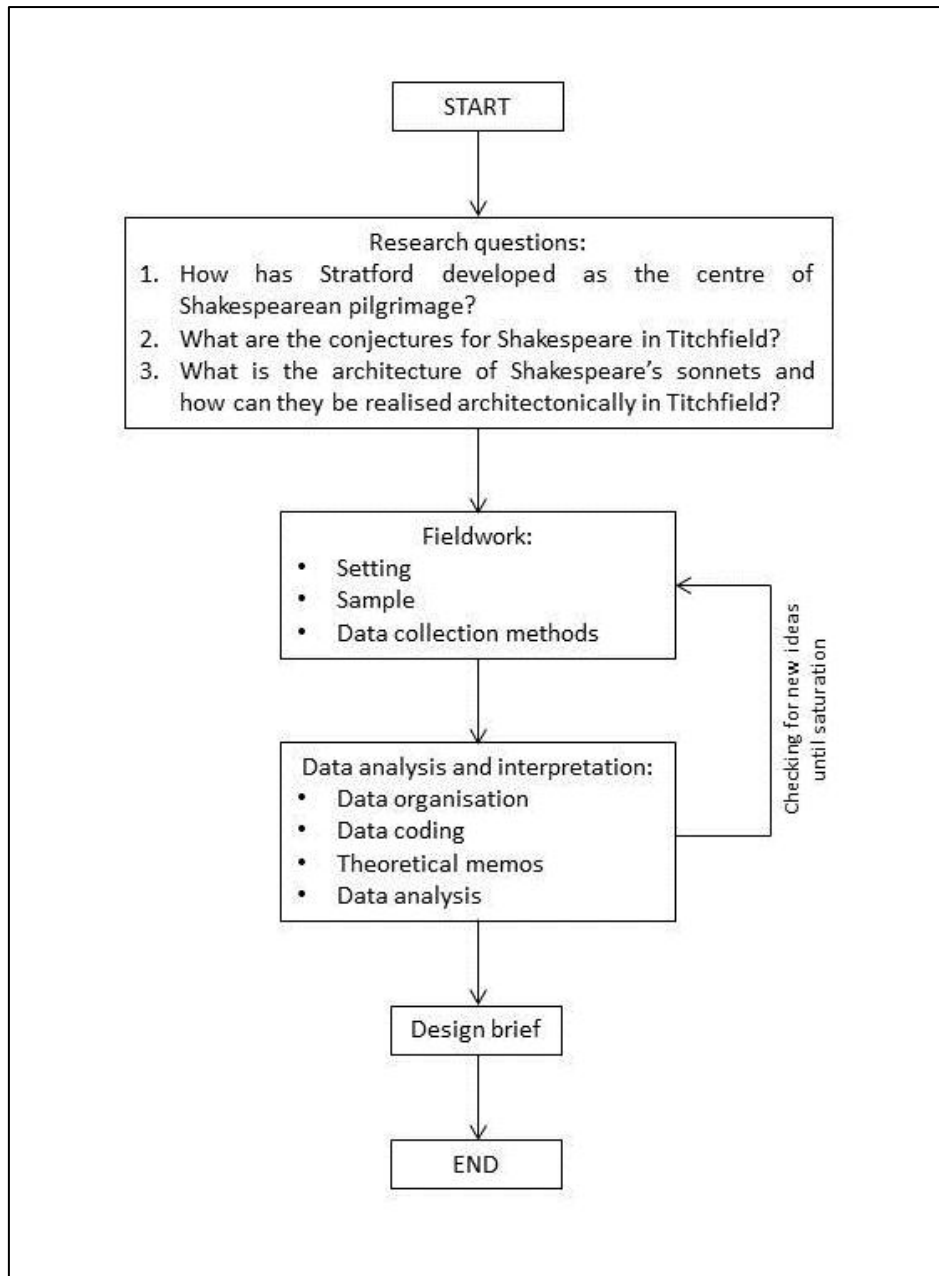 START
Research questions:
1. How has Stratford developed as the centre of
Shakespearean pilgrimage?
2. What are the conjectures for Shakespeare in Titchfield?
3. What is the architecture of Shakespeare's sonnets and
how can they be realised architectonically in Titchfield?
Fieldwork:
• Setting
• Sample
• Data collection methods
Checking for new ideas
until saturation
Data analysis and interpretation:
• Data organisation
• Data coding
• Theoretical memos
• Data analysis
Design brief
END